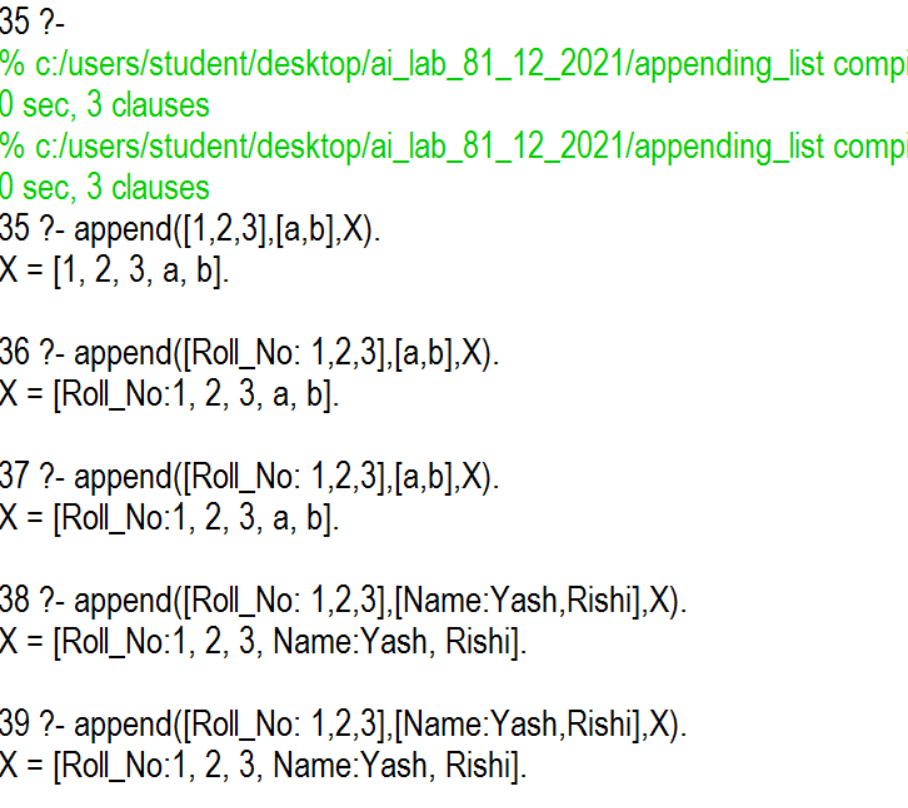 35 ?-
% c:/users/student/desktop/ai_lab_81_12_2021/appending_list compi
0 sec, 3 clauses
% c:/users/student/desktop/ai_lab_81_12_2021/appending_list compi
0 sec, 3 clauses
35 ?- append([1,2,3],[a,b],X).
X = [1, 2, 3, a, b].
36 ?- append([Roll_No: 1,2,3],[a,b],X).
X = [Roll_No:1, 2, 3, a, b].
37 ?- append([Roll_No: 1,2,3],[a,b],X).
X = [Roll_No:1, 2, 3, a, b].
38 ?- append([Roll_No: 1,2,3],[Name:Yash,Rishi],X).
X = [Roll_No:1, 2, 3, Name:Yash, Rishi].
39 ?- append([Roll_No: 1,2,3],[Name:Yash,Rishi],X).
X = [Roll_No:1, 2, 3, Name:Yash, Rishi].